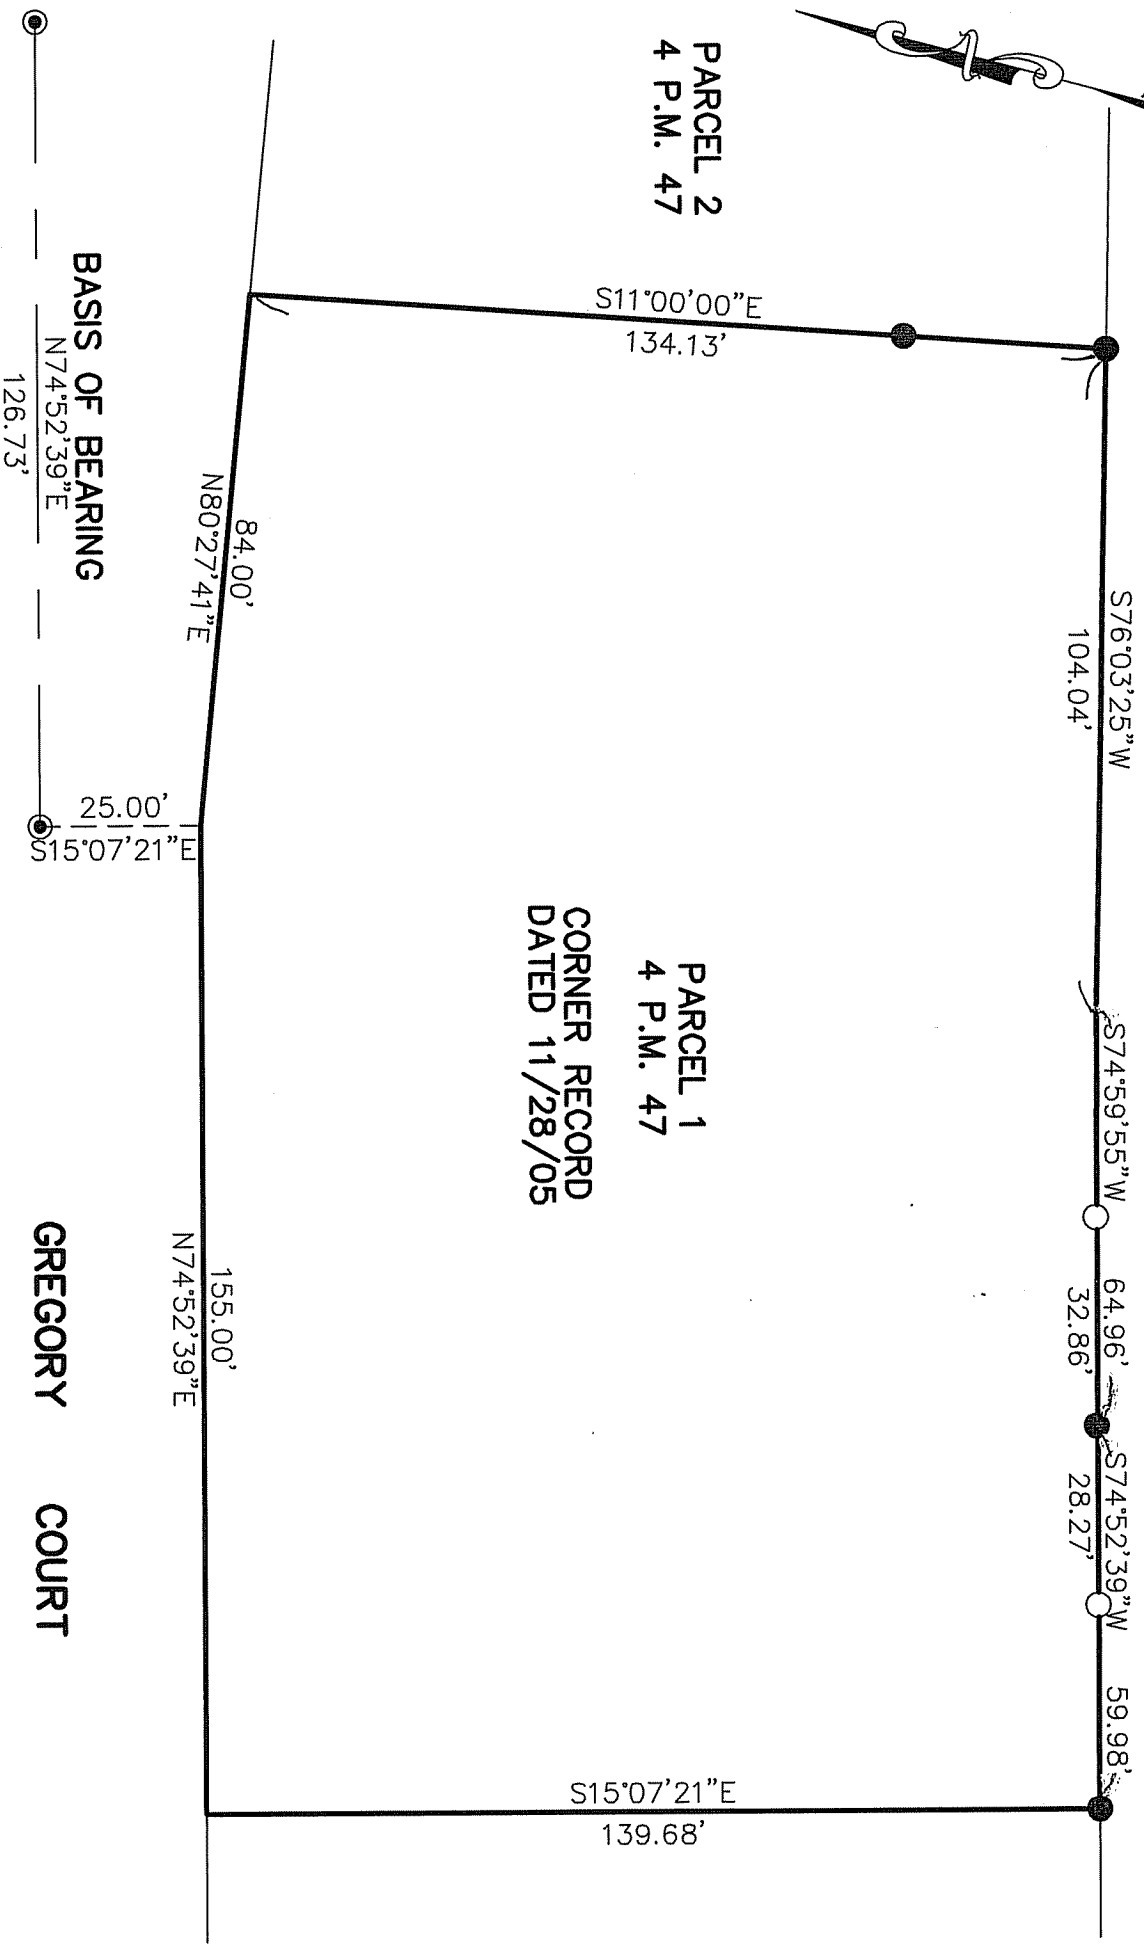 PARCEL 2
4 P.M. 47
S11°00'00"E
134.13'
S76°03'25"W
104.04'
S74°59'55"W
64.96'
32.86'
S74°52'39"W
59.98'
28.27'
PARCEL 1
4 P.M. 47
CORNER RECORD
DATED 11/28/05
S15°07'21"E
139.68'
84.00'
N80°27'41"E
155.00'
N74°52'39"E
25.00'
S15°07'21"E
BASIS OF BEARING
N74°52'39"E
126.73'
GREGORY COURT